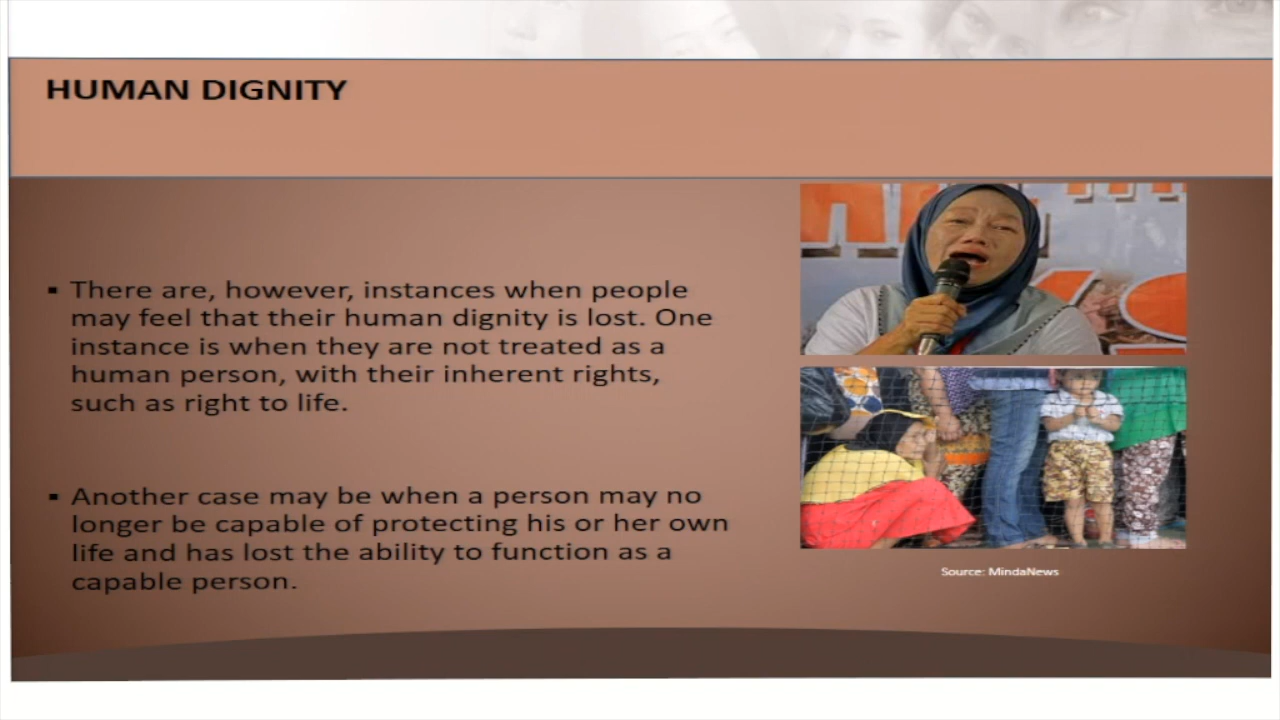 HUMAN DIGNITY
▪ There are, however, instances when people
may feel that their human dignity is lost. One
instance is when they are not treated as a
human person, with their inherent rights,
such as right to life.
▪ Another case may be when a person may no
longer be capable of protecting his or her own
life and has lost the ability to function as a
capable person.
Source: MindaNews